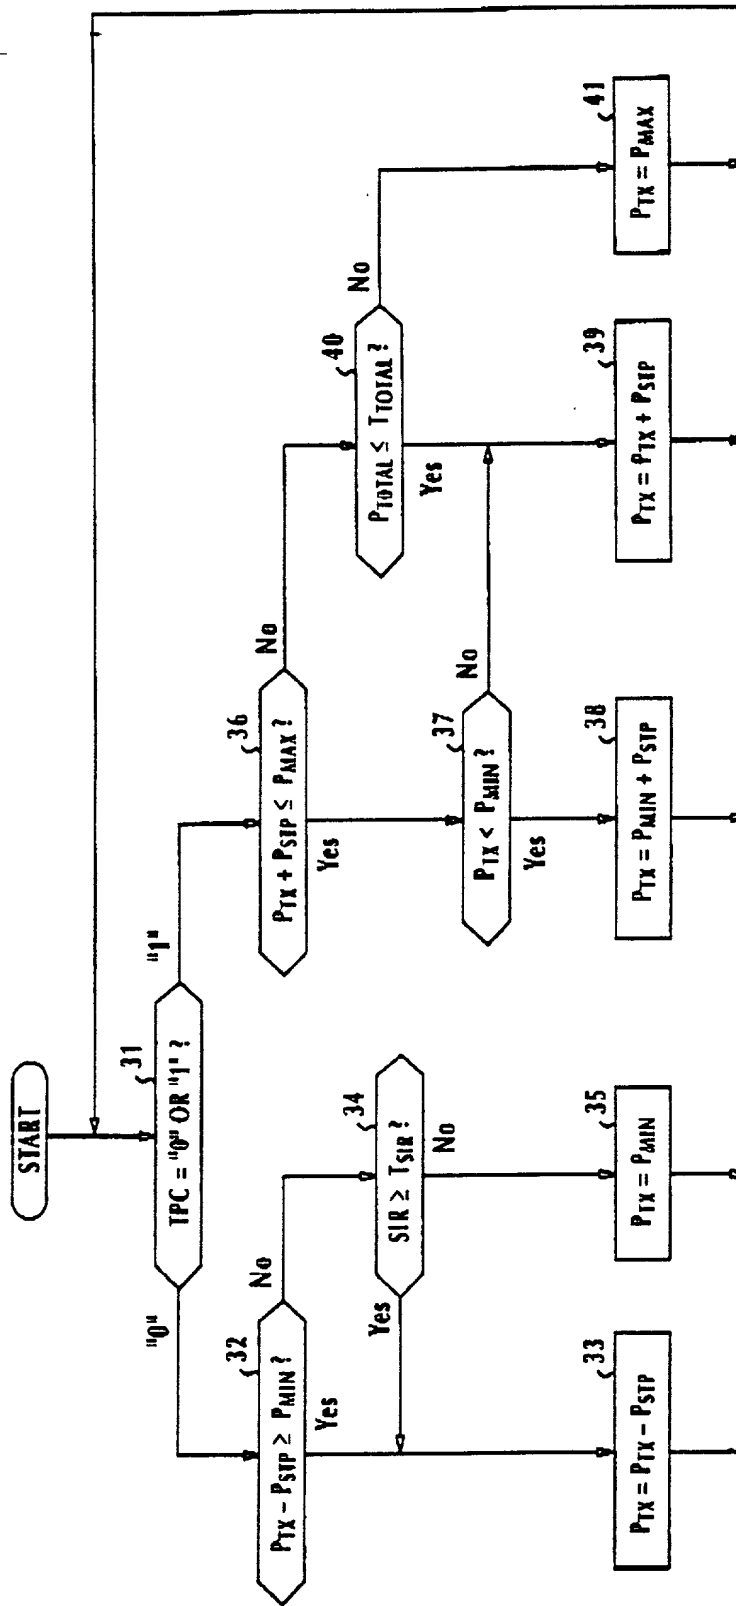 START
31
TPC = "0" OR "1" ?
"0"
"1"
32
PTX - PSTP ≥ PMIN ?
No
Yes
36
PTX + PSTP ≤ PMAX ?
No
Yes
34
SIR ≥ TSIR ?
Yes
No
40
PTOTAL ≤ TTOTAL ?
No
Yes
37
PTX < PMIN ?
No
Yes
33
PTX = PTX - PSTP
35
PTX = PMIN
38
PTX = PMIN + PSTP
39
PTX = PTX + PSTP
41
PTX = PMAX